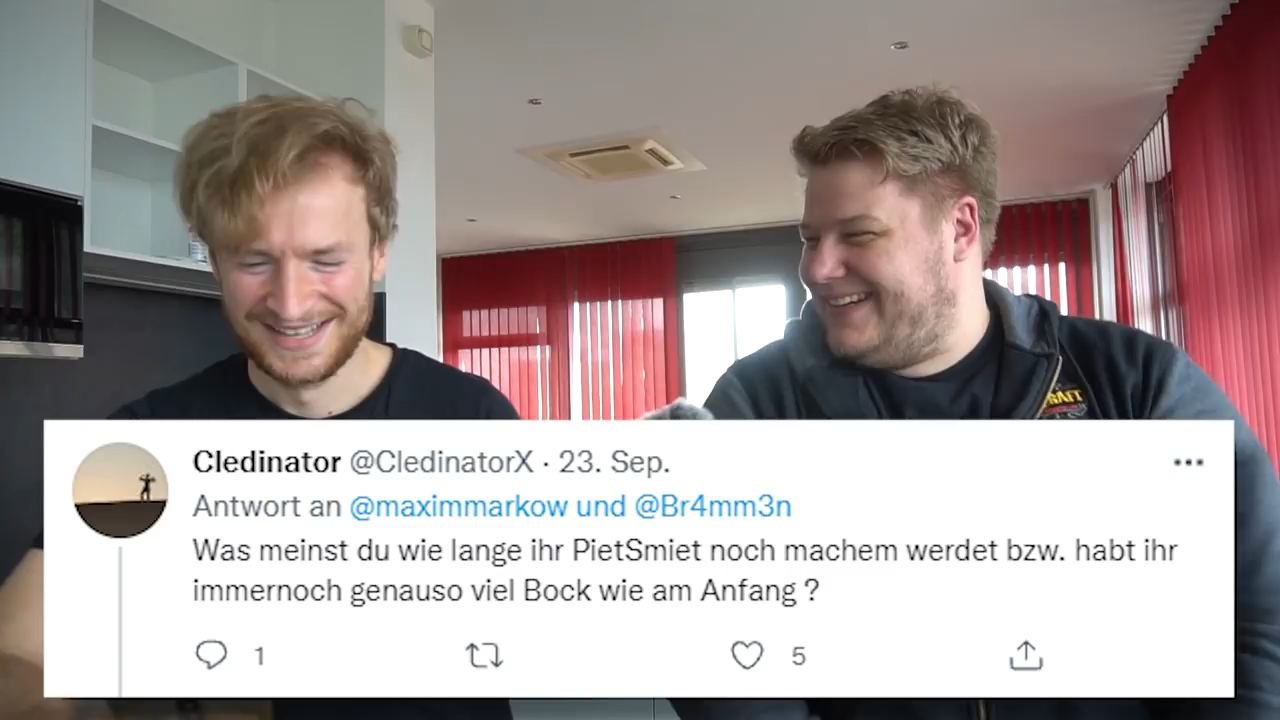 Cledinator @CledinatorX · 23. Sep.
Antwort an @maximmarkow und @Br4mm3n
Was meinst du wie lange ihr PietSmiet noch machem werdet bzw. habt ihr
immernoch genauso viel Bock wie am Anfang ?
1 5